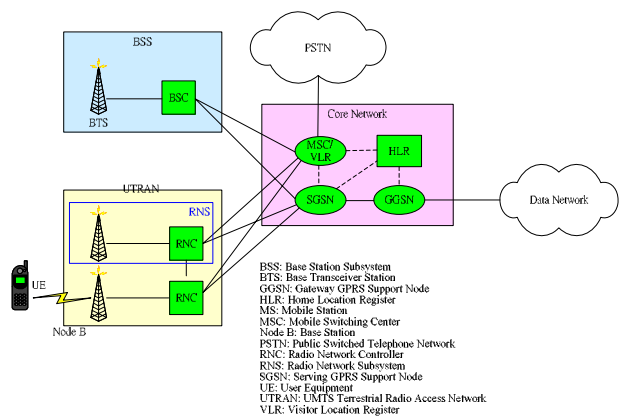 BSS
BTS
BSC
PSTN
Core Network
MSC/
VLR
HLR
SGSN
GGSN
Data Network
UTRAN
RNS
RNC
RNC
UE
Node B
BSS: Base Station Subsystem
BTS: Base Transceiver Station
GGSN: Gateway GPRS Support Node
HLR: Home Location Register
MS: Mobile Station
MSC: Mobile Switching Center
Node B: Base Station
PSTN: Public Switched Telephone Network
RNC: Radio Network Controller
RNS: Radio Network Subsystem
SGSN: Serving GPRS Support Node
UE: User Equipment
UTRAN: UMTS Terrestrial Radio Access Network
VLR: Visitor Location Register